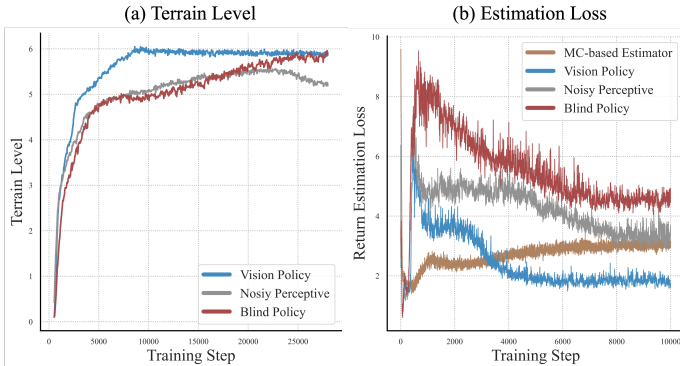 (a) Terrain Level
6
5
4
3
2
1
0
Terrain Level
0
5000
10000
15000
20000
25000
Training Step
Vision Policy
Nosiy Perceptive
Blind Policy
(b) Estimation Loss
10
8
6
4
2
Return Estimation Loss
0
2000
4000
6000
8000
10000
Training Step
MC-based Estimator
Vision Policy
Noisy Perceptive
Blind Policy